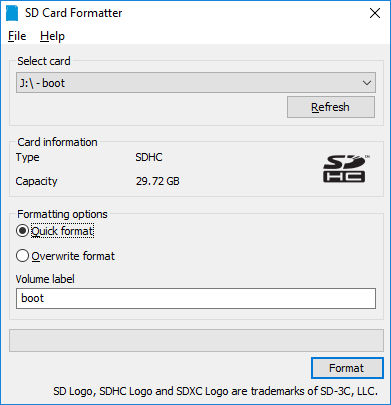 SD Card Formatter
File Help
Select card
J:\ - boot
Refresh
Card information
Type SDHC
Capacity 29.72 GB
SD
HC
TM
Formatting options
Quick format
Overwrite format
Volume label
boot
Format
SD Logo, SDHC Logo and SDXC Logo are trademarks of SD-3C, LLC.